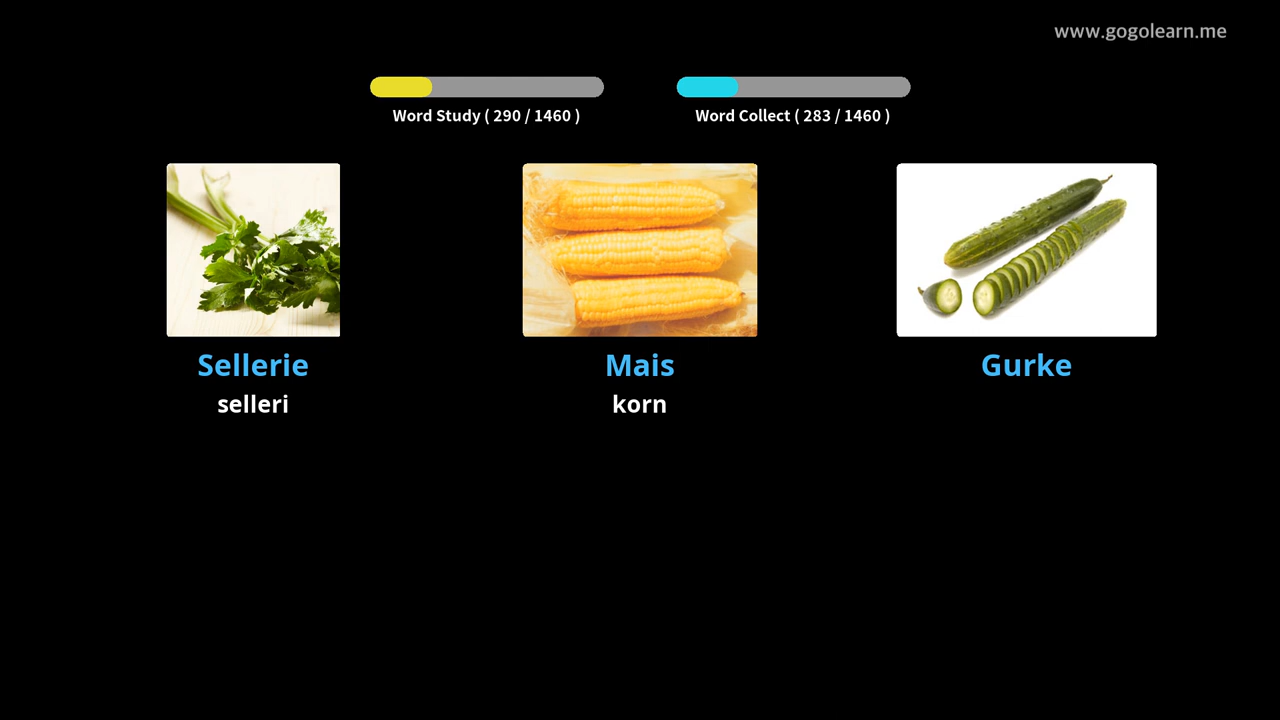 www.gogolearn.me
Word Study ( 290 / 1460 )
Word Collect ( 283 / 1460 )
Sellerie
Mais
Gurke
selleri
korn